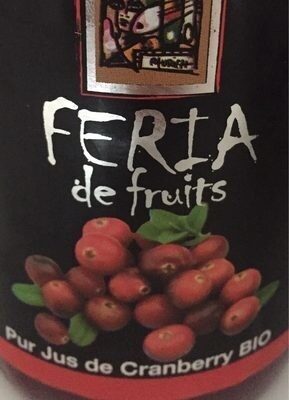 FERIA
de fruits
Pur Jus de Cranberry BIO